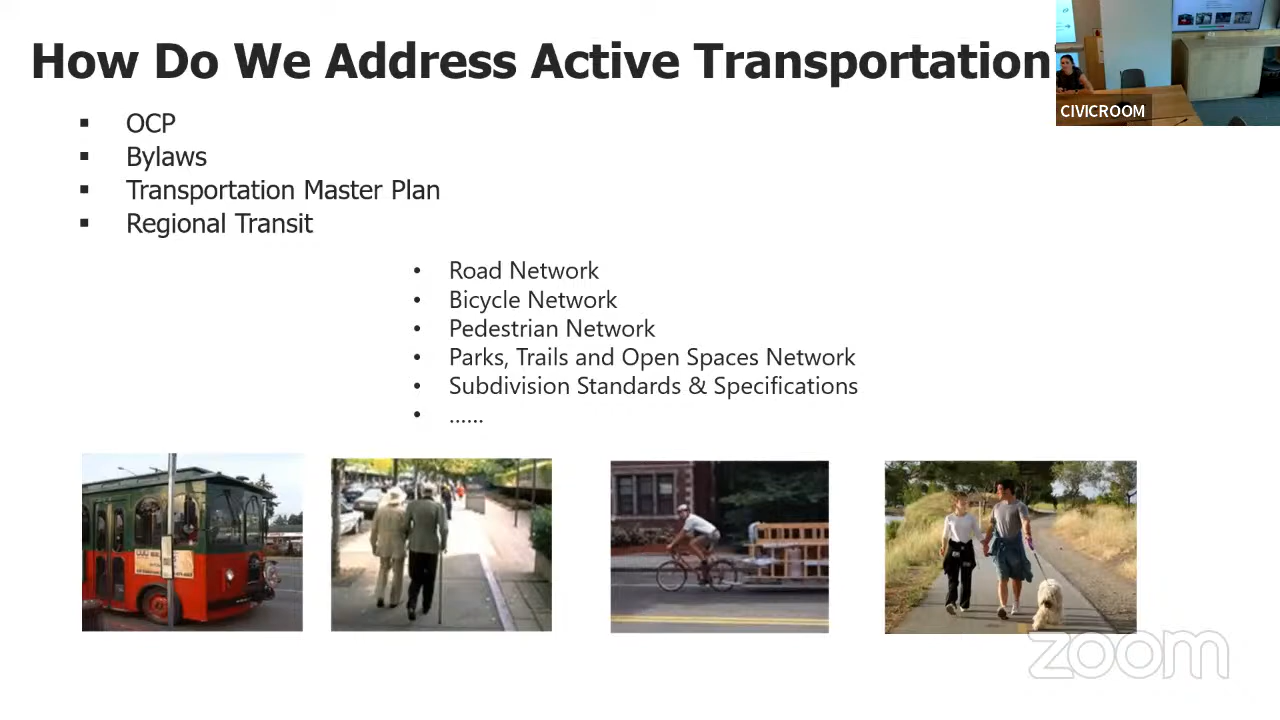 How Do We Address Active Transportation
CIVICROOM
▪ OCP
▪ Bylaws
▪ Transportation Master Plan
▪ Regional Transit
• Road Network
• Bicycle Network
• Pedestrian Network
• Parks, Trails and Open Spaces Network
• Subdivision Standards & Specifications
• ......
zoom